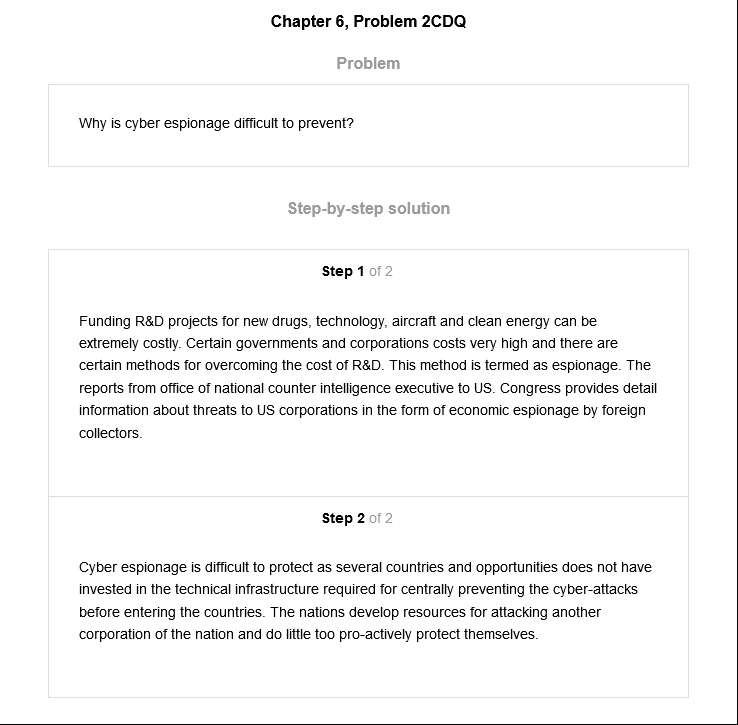 Chapter 6, Problem 2CDQ
Problem
Why is cyber espionage difficult to prevent?
Step-by-step solution
Step 1 of 2
Funding R&D projects for new drugs, technology, aircraft and clean energy can be
extremely costly. Certain governments and corporations costs very high and there are
certain methods for overcoming the cost of R&D. This method is termed as espionage. The
reports from office of national counter intelligence executive to US. Congress provides detail
information about threats to US corporations in the form of economic espionage by foreign
collectors.
Step 2 of 2
Cyber espionage is difficult to protect as several countries and opportunities does not have
invested in the technical infrastructure required for centrally preventing the cyber-attacks
before entering the countries. The nations develop resources for attacking another
corporation of the nation and do little too pro-actively protect themselves.